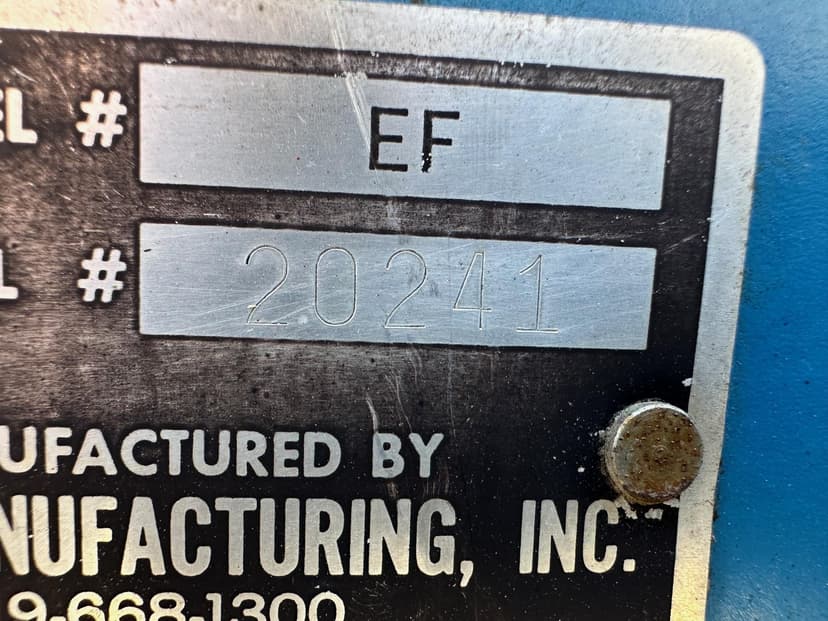 EL # EF
L # 20241
UFACTURED BY
NUFACTURING, INC.
9-668-1300